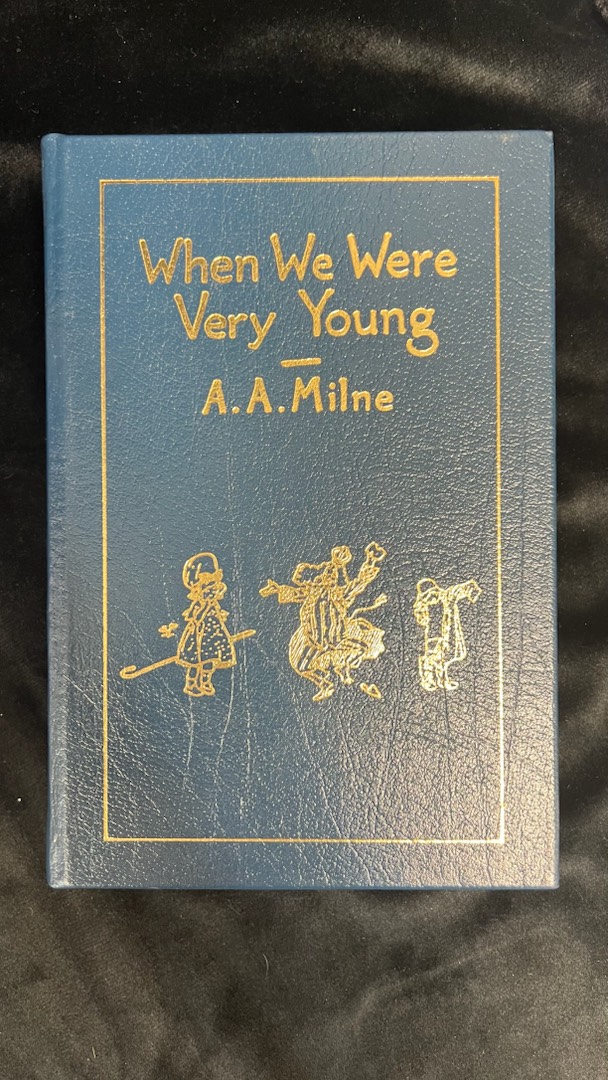 When We Were
Very Young
—
A.A.Milne